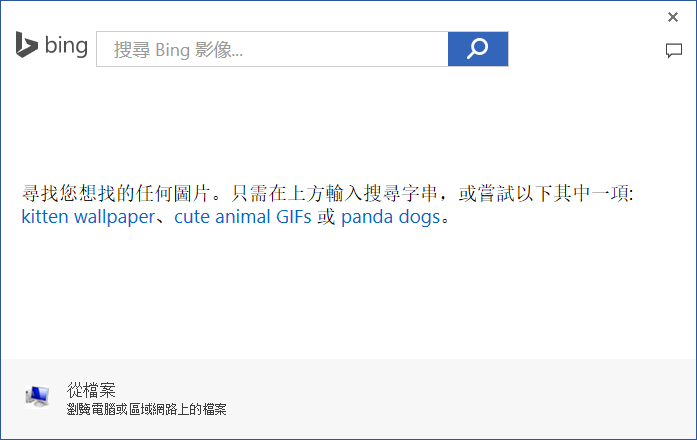 bing
搜尋 Bing 影像...
尋找您想找的任何圖片。只需在上方輸入搜尋字串，或嘗試以下其中一項:
kitten wallpaper、cute animal GIFs 或 panda dogs。
從檔案
瀏覽電腦或區域網路上的檔案